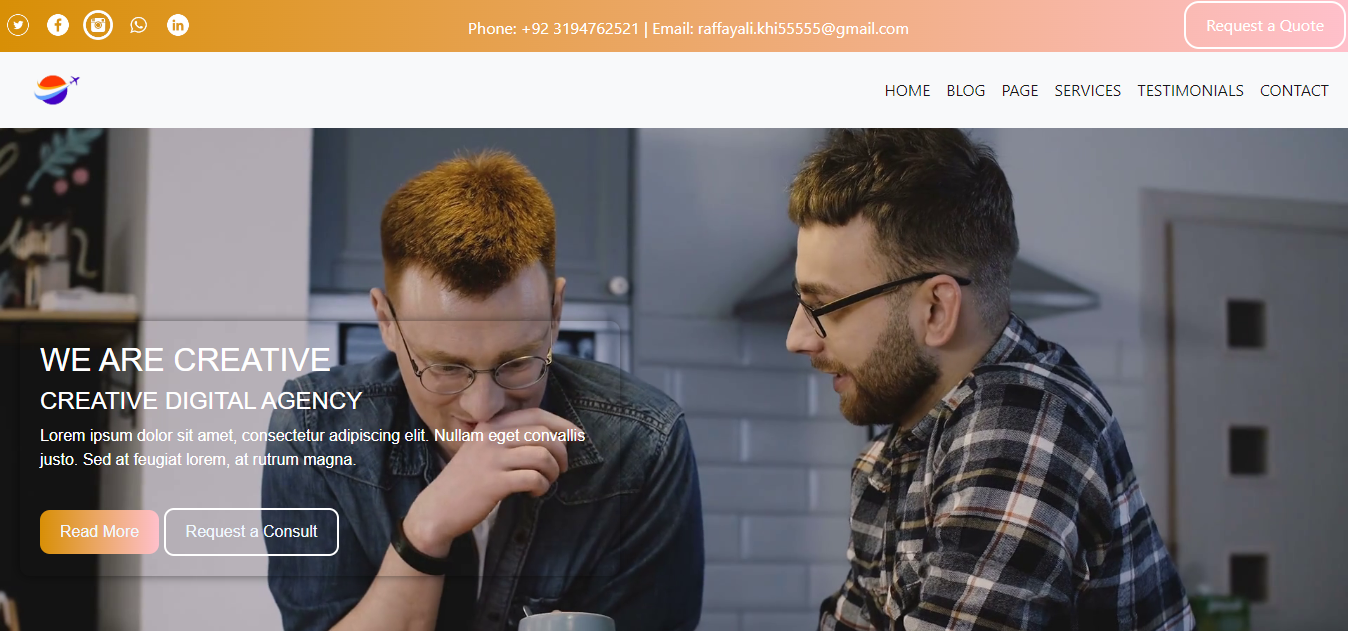 Phone: +92 3194762521 | Email: raffayali.khi55555@gmail.com
Request a Quote
HOME BLOG PAGE SERVICES TESTIMONIALS CONTACT
WE ARE CREATIVE
CREATIVE DIGITAL AGENCY
Lorem ipsum dolor sit amet, consectetur adipiscing elit. Nullam eget convallis
justo. Sed at feugiat lorem, at rutrum magna.
Read More
Request a Consult